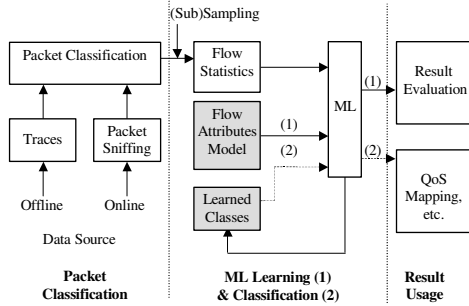 (Sub)Sampling
Packet Classification
Flow
Statistics
ML
(1)
Result
Evaluation
Traces
Packet
Sniffing
Flow
Attributes
Model
(1)
(2)
(2)
Learned
Classes
QoS
Mapping,
etc.
Offline
Online
Data Source
Packet
Classification
ML Learning (1)
& Classification (2)
Result
Usage